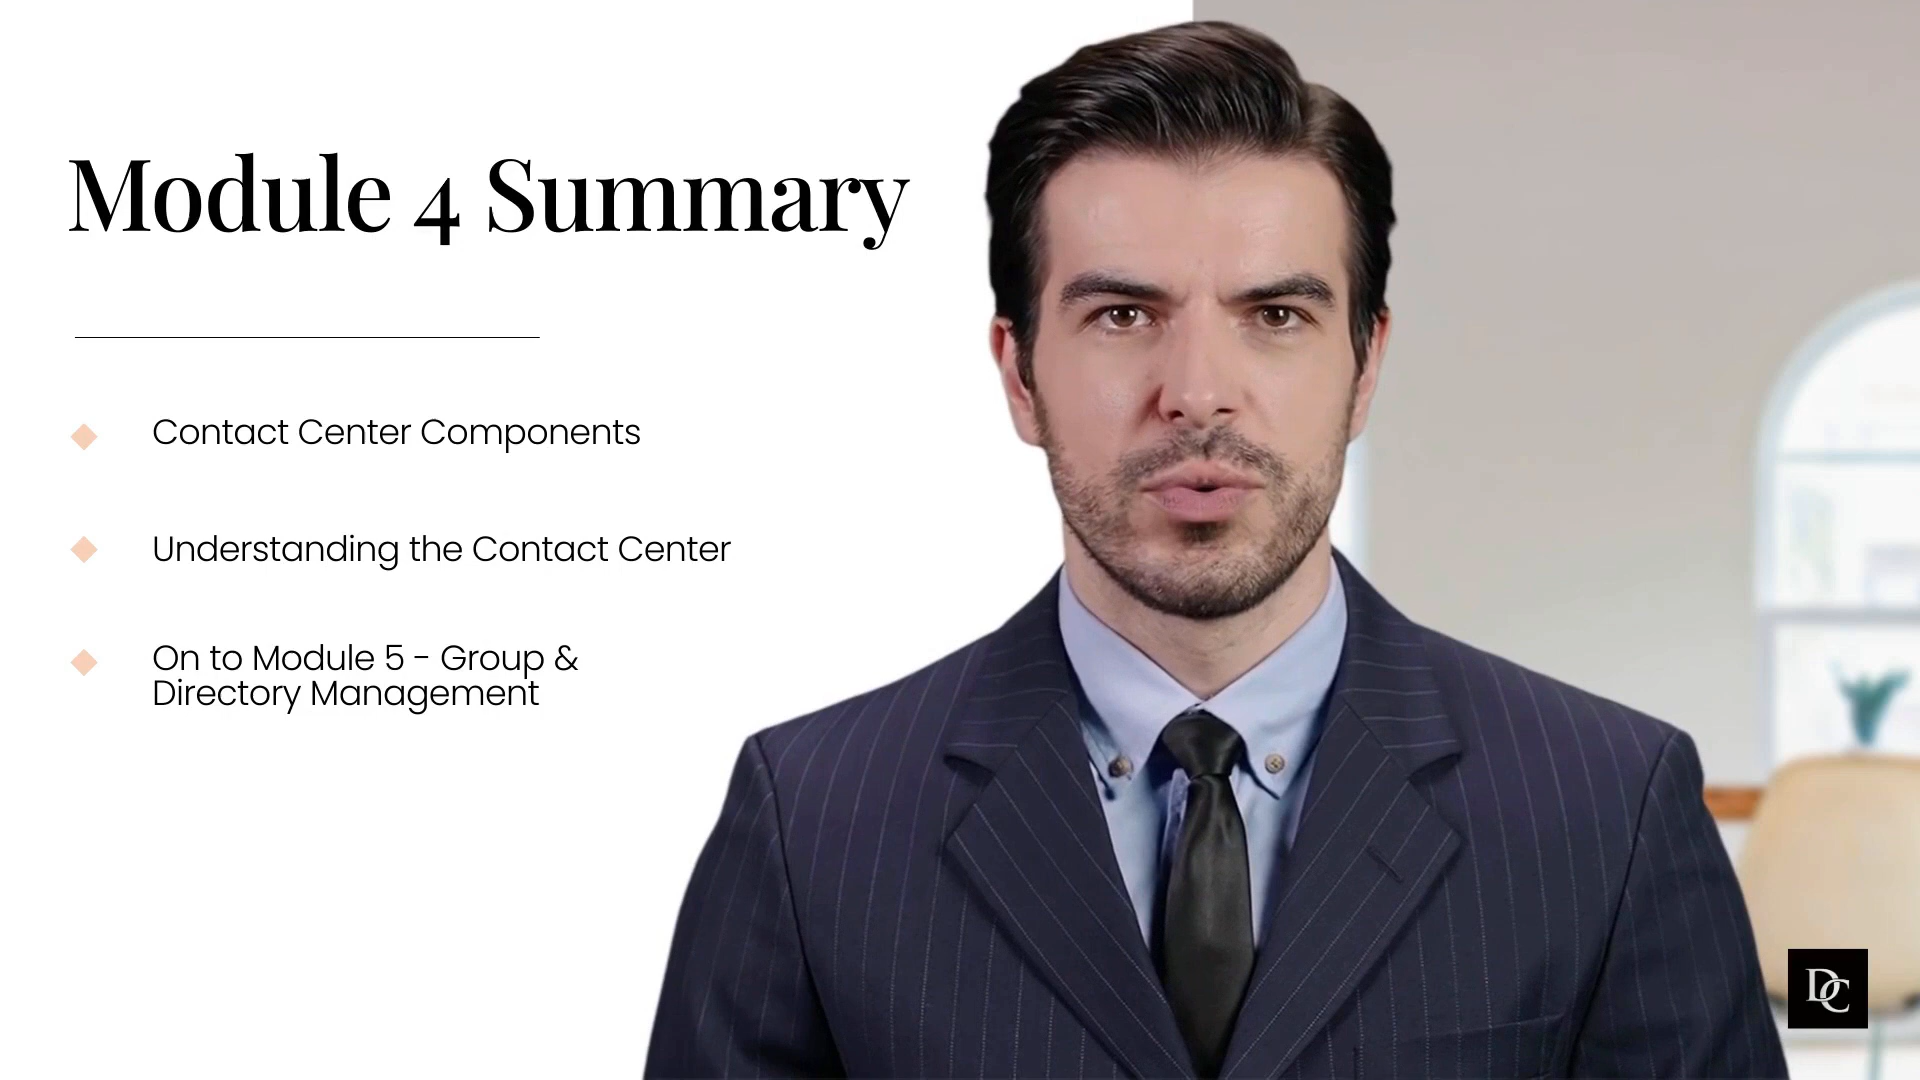 Module 4 Summary
Contact Center Components
Understanding the Contact Center
On to Module 5 - Group &
Directory Management
DC